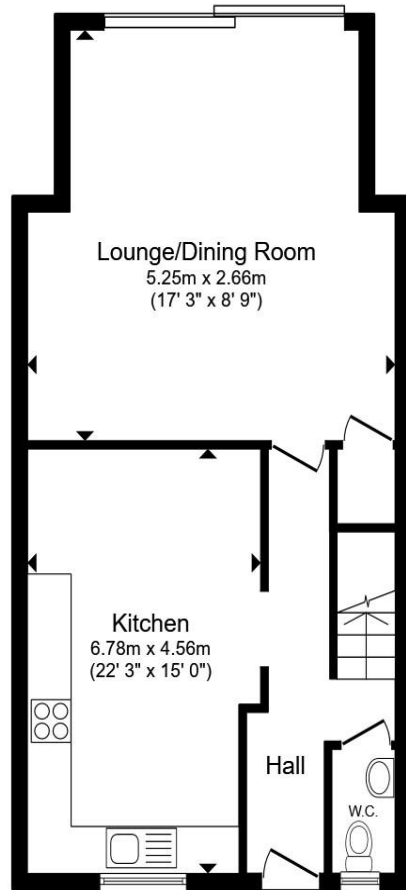 Lounge/Dining Room
5.25m x 2.66m
(17' 3" x 8' 9")
Kitchen
6.78m x 4.56m
(22' 3" x 15' 0")
Hall
W.C.